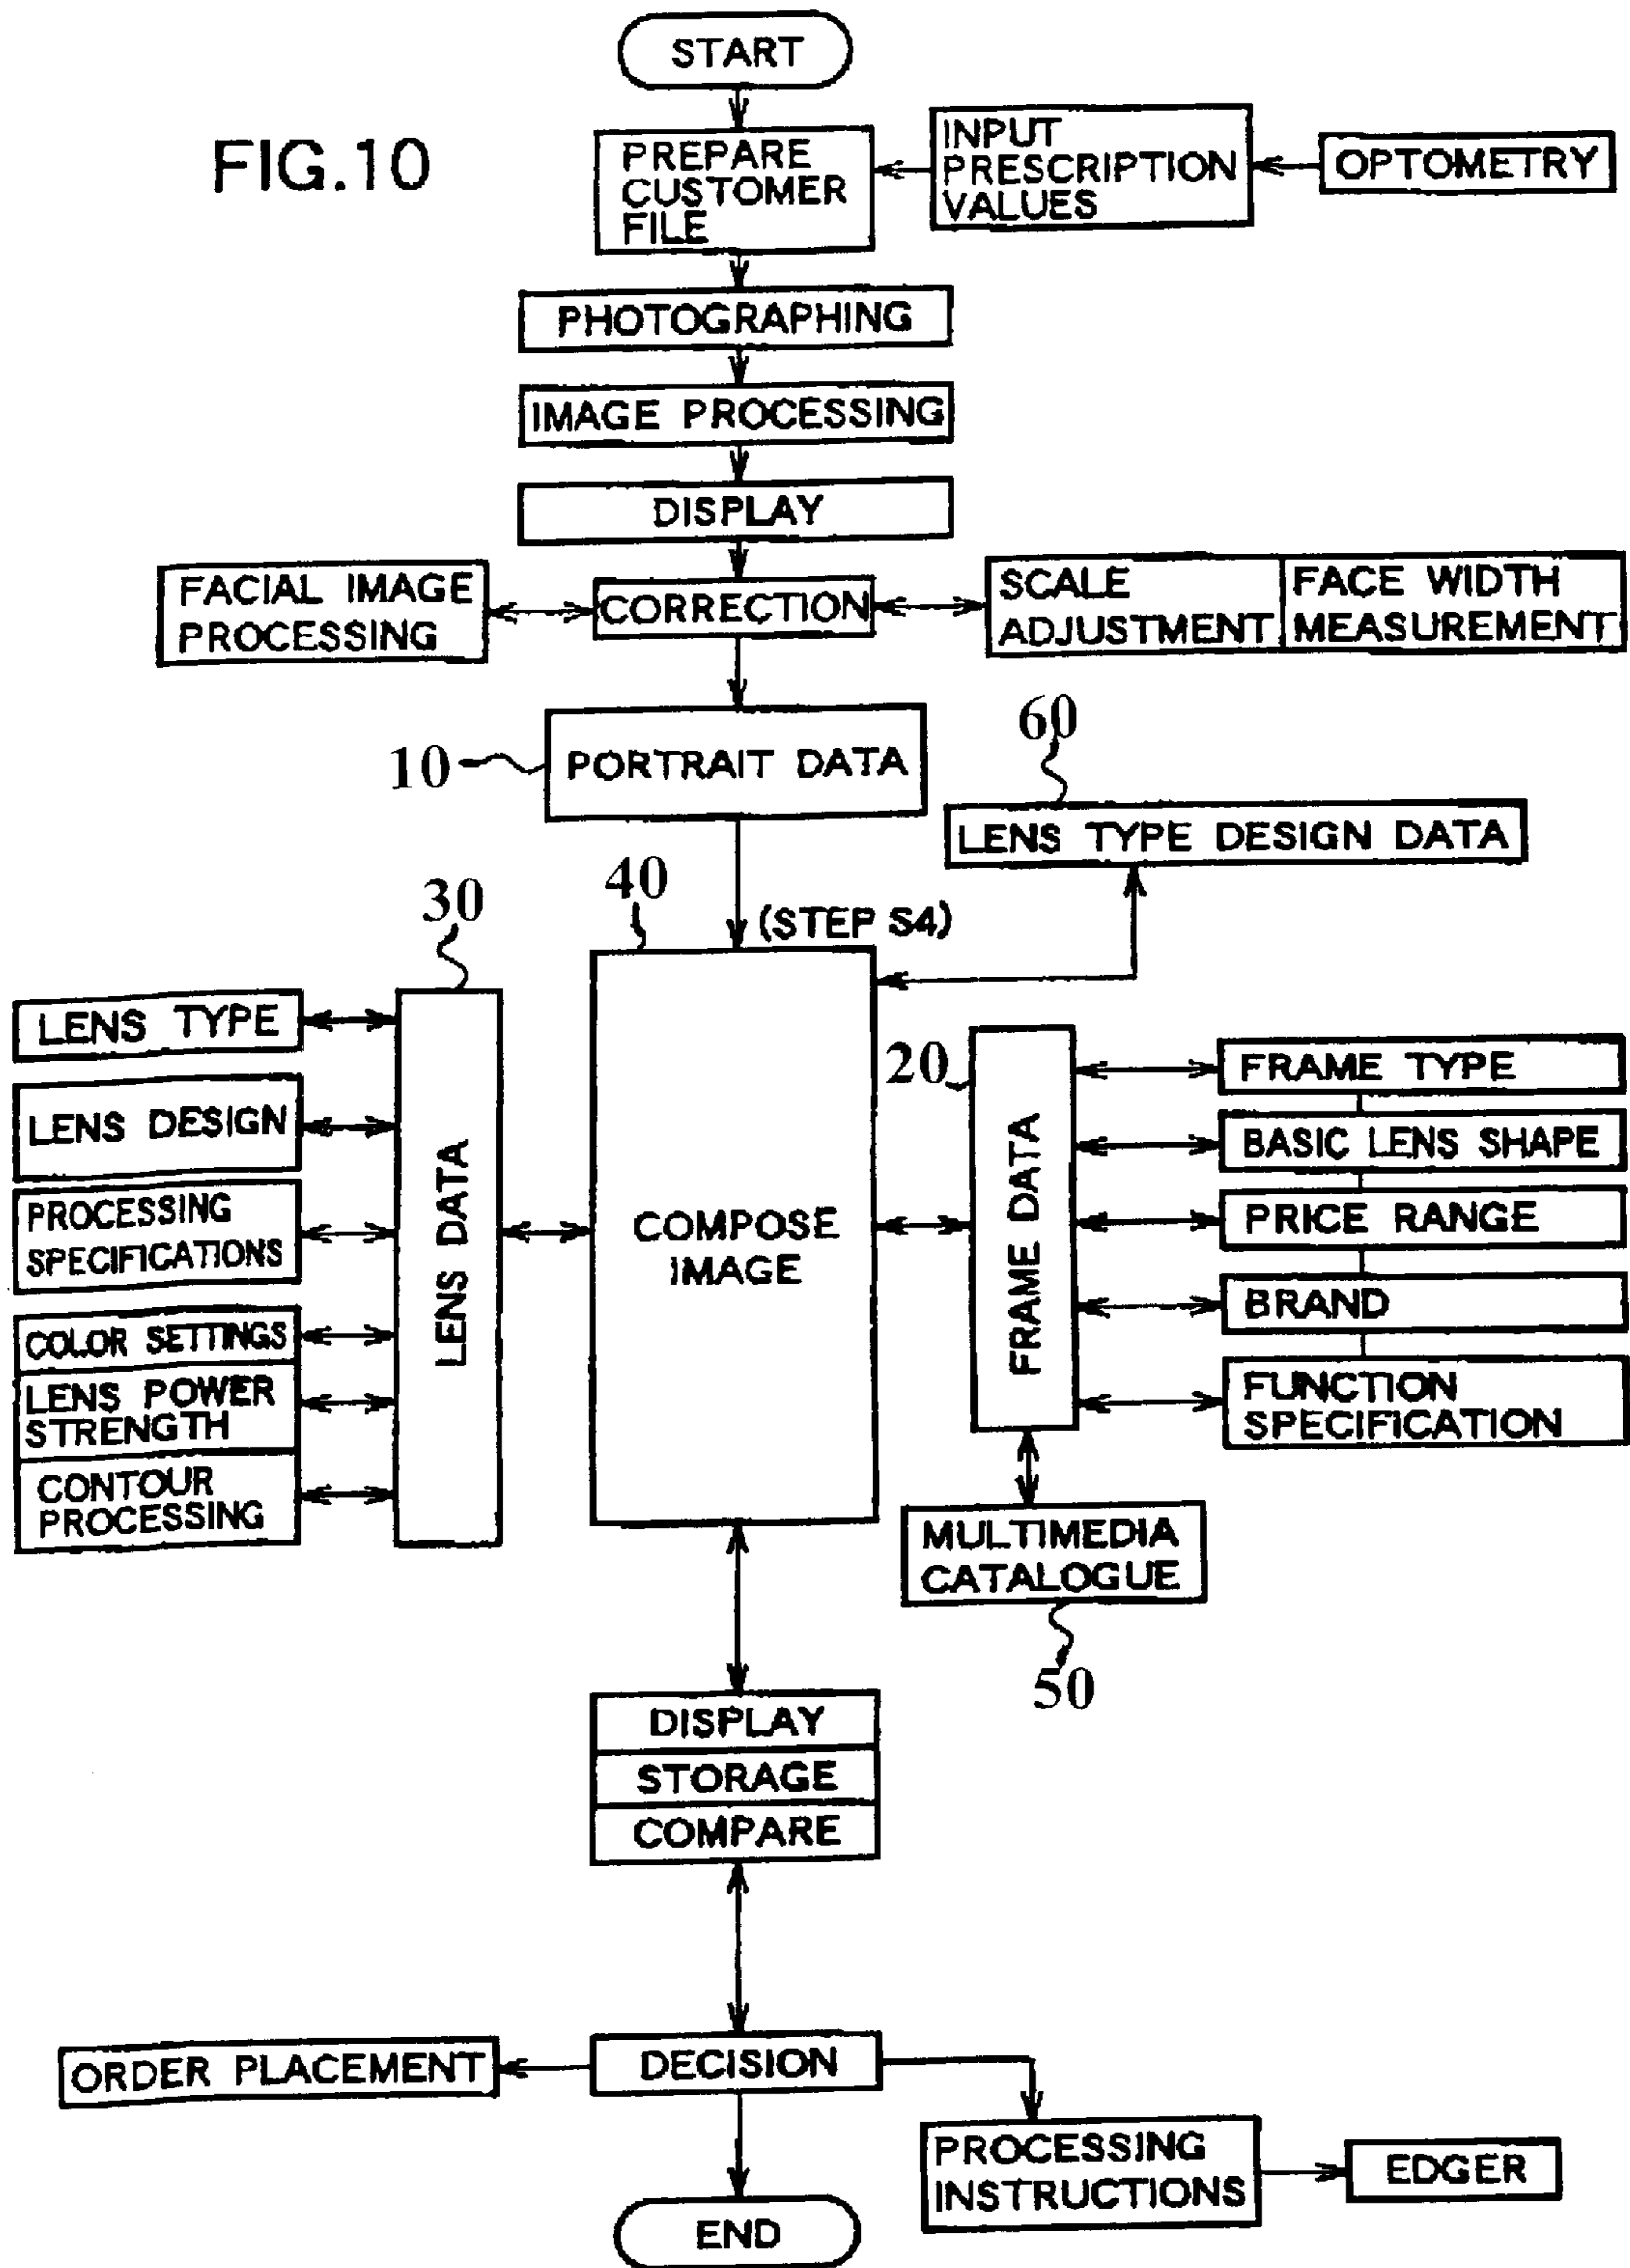 START
FIG.10
PREPARE
CUSTOMER
FILE
INPUT
PRESCRIPTION
VALUES
OPTOMETRY
PHOTOGRAPHING
IMAGE PROCESSING
DISPLAY
FACIAL IMAGE
PROCESSING
CORRECTION
SCALE
ADJUSTMENT
FACE WIDTH
MEASUREMENT
10
PORTRAIT DATA
60
LENS TYPE DESIGN DATA
40
(STEP S4)
30
LENS TYPE
LENS DESIGN
PROCESSING
SPECIFICATIONS
COLOR SETTINGS
LENS POWER
STRENGTH
CONTOUR
PROCESSING
LENS DATA
COMPOSE
IMAGE
20
FRAME DATA
FRAME TYPE
BASIC LENS SHAPE
PRICE RANGE
BRAND
FUNCTION
SPECIFICATION
MULTIMEDIA
CATALOGUE
50
DISPLAY
STORAGE
COMPARE
ORDER PLACEMENT
DECISION
PROCESSING
INSTRUCTIONS
EDGER
END